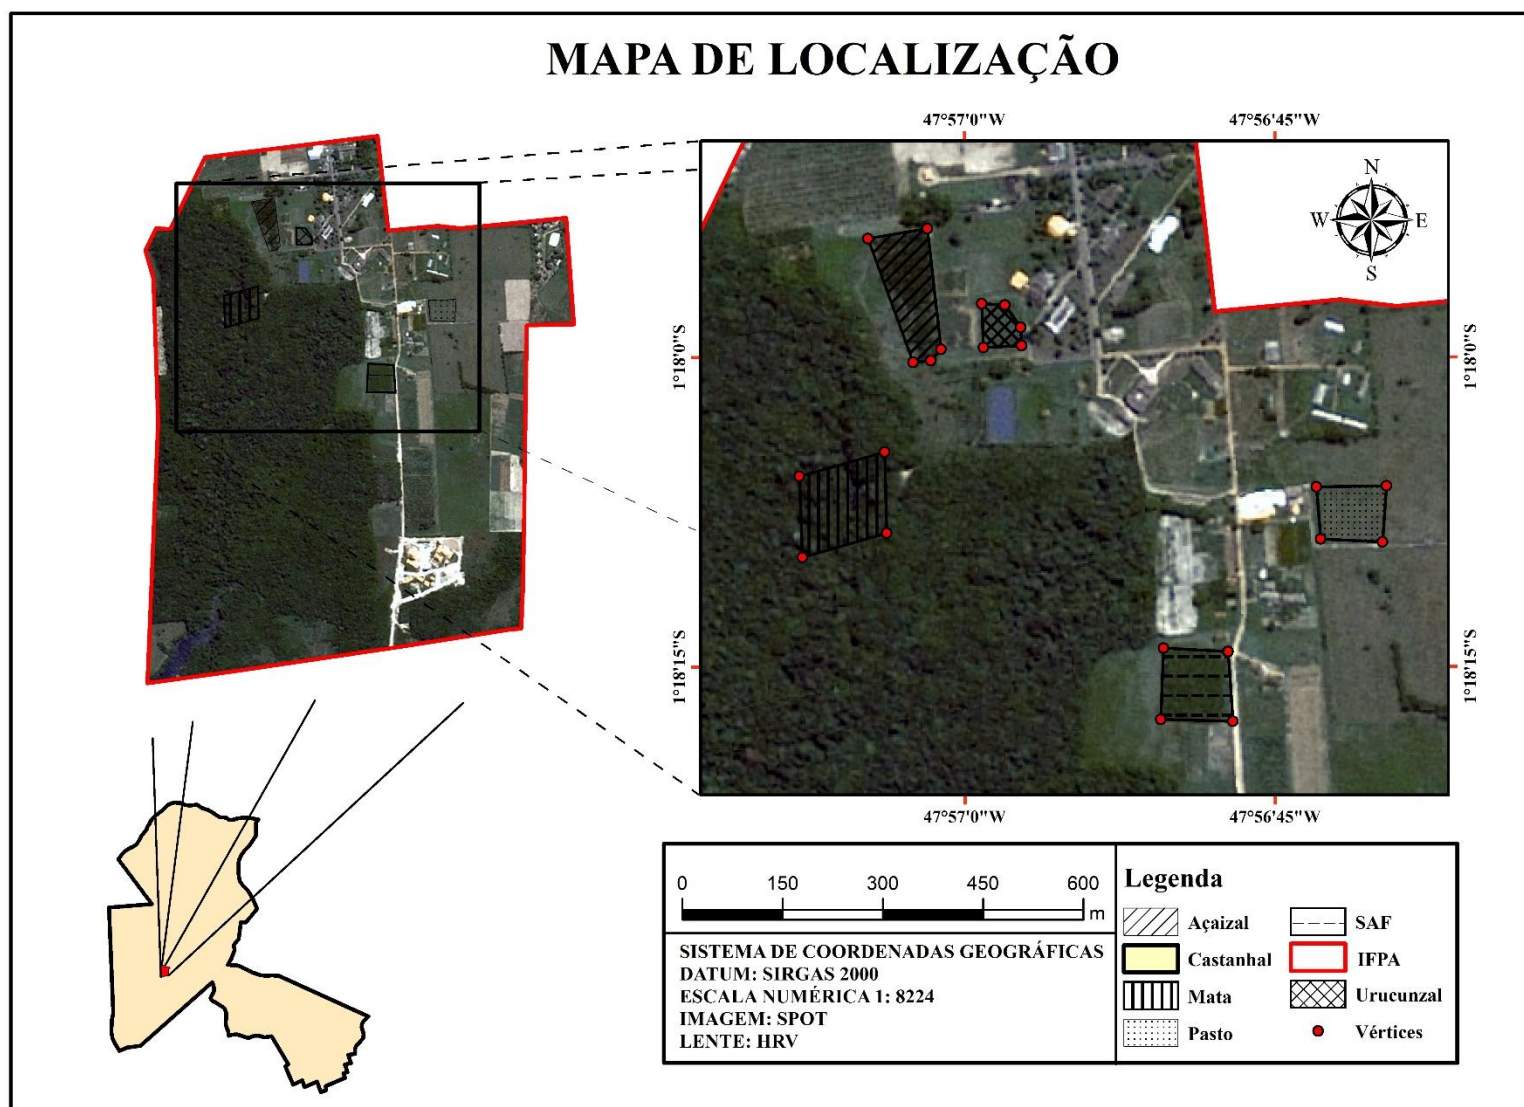 MAPA DE LOCALIZAÇÃO
47°57'0"W
47°56'45"W
N
W
E
S
1°18'0"S
1°18'0"S
1°18'15"S
1°18'15"S
47°57'0"W
47°56'45"W
0 150 300 450 600
m
SISTEMA DE COORDENADAS GEOGRÁFICAS
DATUM: SIRGAS 2000
ESCALA NUMÉRICA 1: 8224
IMAGEM: SPOT
LENTE: HRV
Legenda
Açaizal
Castanhal
Mata
Pasto
SAF
IFPA
Urucunzal
Vértices